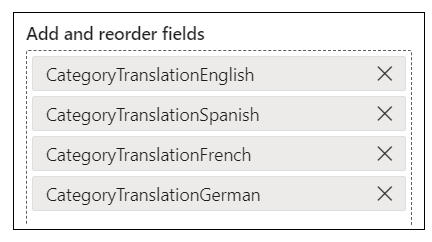 Add and reorder fields
CategoryTranslationEnglish
CategoryTranslationSpanish
CategoryTranslationFrench
CategoryTranslationGerman